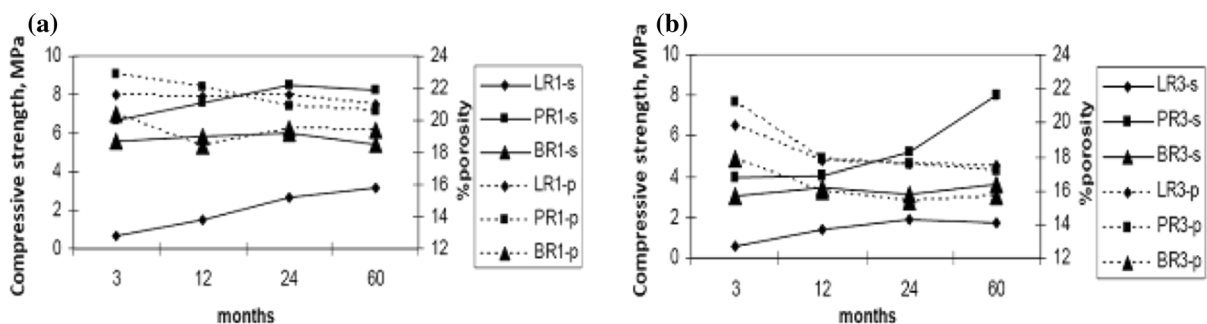 (a)
Compressive strength, MPa
10
8
6
4
2
0
24
22
20
18
16
14
12
%porosity
3 12 24 60
months
LR1-s
PR1-s
BR1-s
LR1-p
PR1-p
BR1-p
(b)
Compressive strength, MPa
10
8
6
4
2
0
24
22
20
18
16
14
12
%porosity
3 12 24 60
months
LR3-s
PR3-s
BR3-s
LR3-p
PR3-p
BR3-p